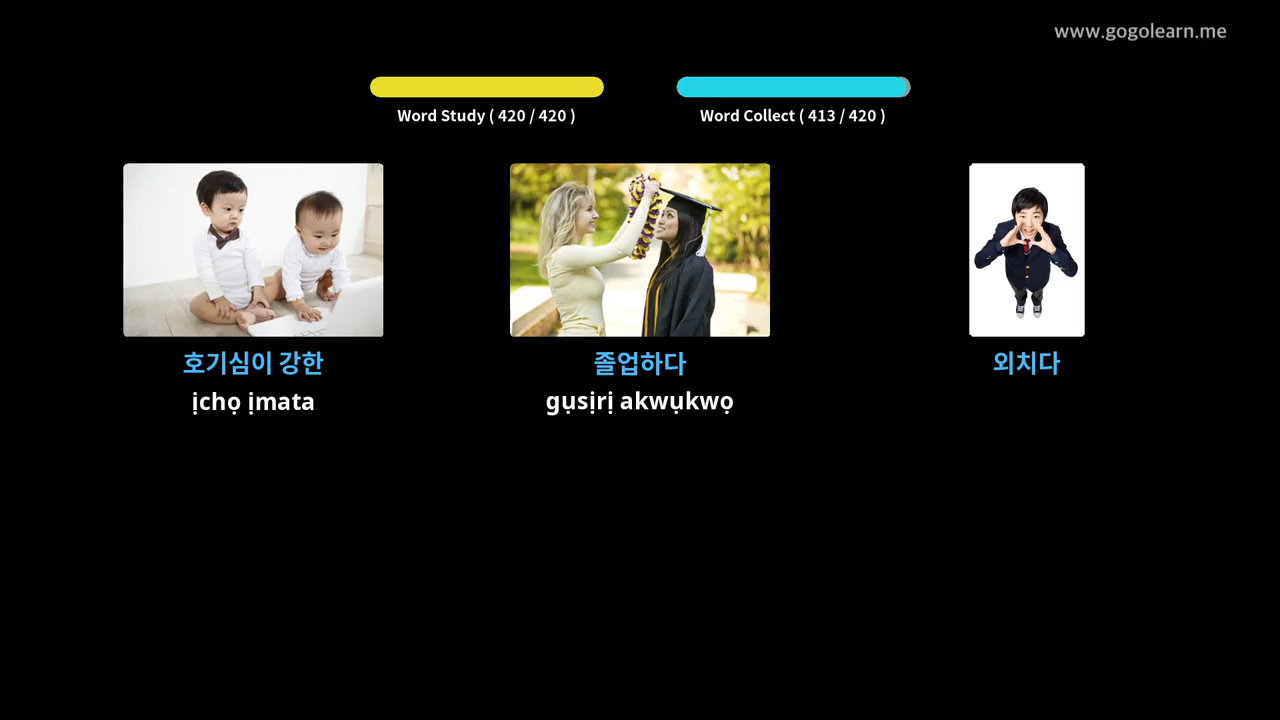 www.gogolearn.me
Word Study ( 420 / 420 )
Word Collect ( 413 / 420 )
호기심이 강한
ịchọ ịmata
졸업하다
gụsịrị akwụkwọ
외치다